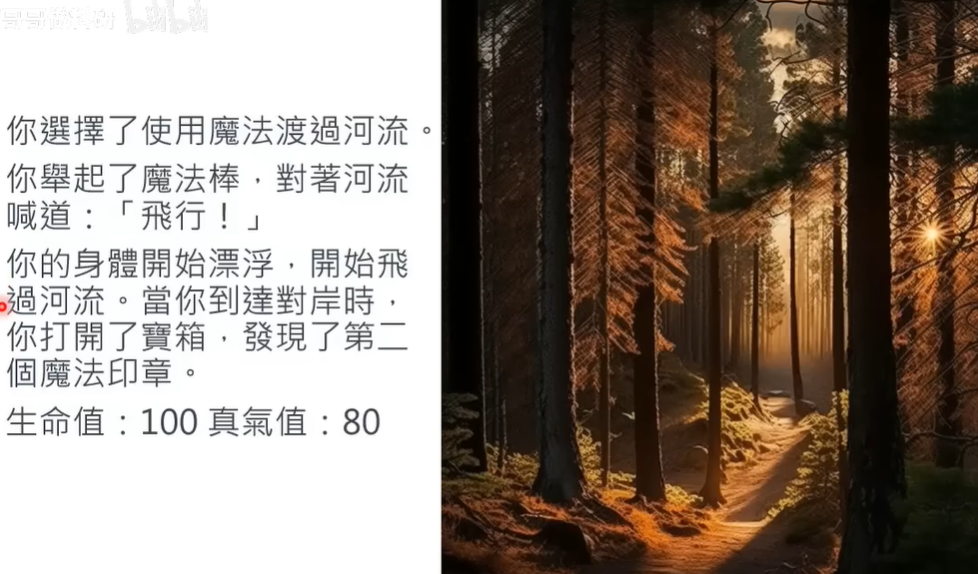 你選擇了使用魔法渡過河流。
你舉起了魔法棒，對著河流
喊道：「飛行！」
你的身體開始漂浮，開始飛
過河流。當你到達對岸時，
你打開了寶箱，發現了第二
個魔法印章。
生命值：100 真氣值：80